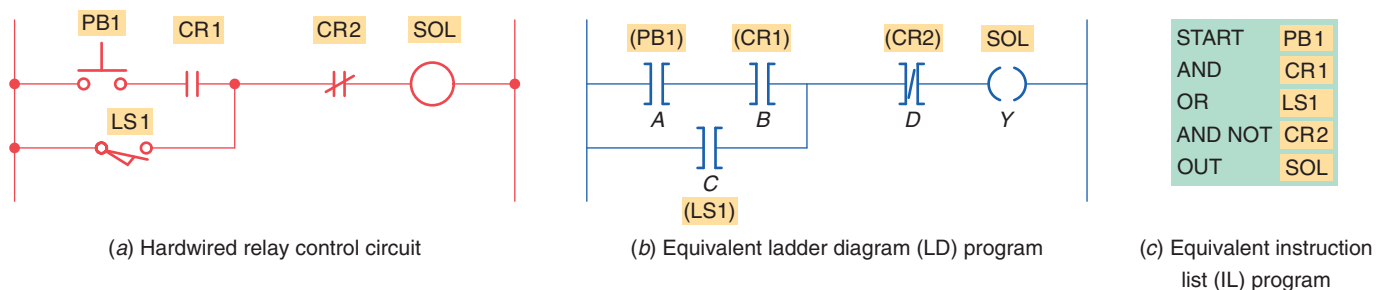 PB1
CR1
CR2
SOL
LS1
(a) Hardwired relay control circuit
(PB1)
(CR1)
(CR2)
SOL
A
B
D
Y
C
(LS1)
(b) Equivalent ladder diagram (LD) program
START PB1
AND CR1
OR LS1
AND NOT CR2
OUT SOL
(c) Equivalent instruction
list (IL) program